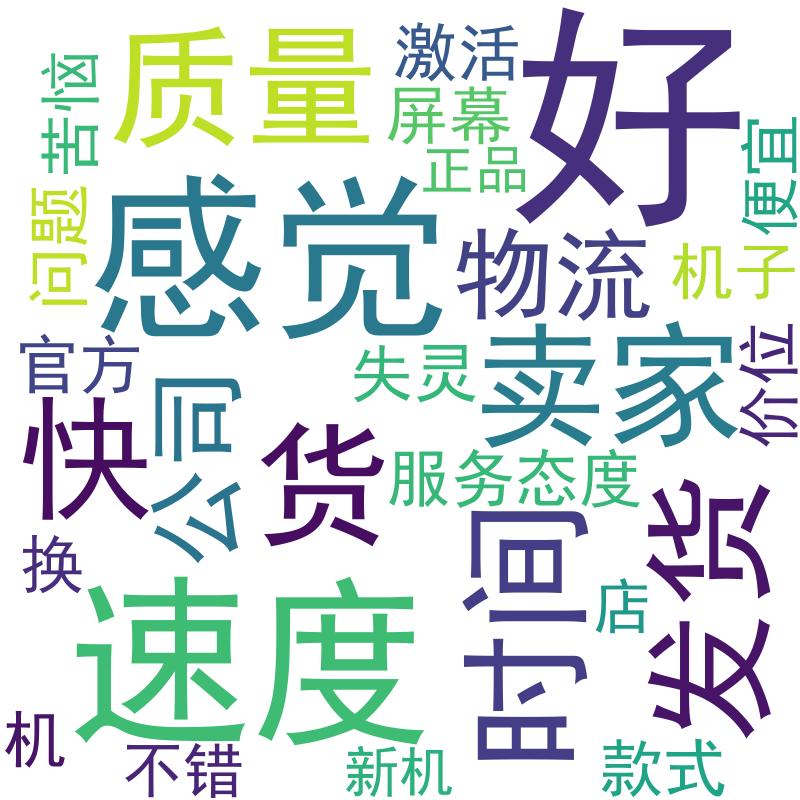 质量
激活
好
苦恼
屏幕
正品
便宜
问题
感觉
物流
机子
官方
公司
失灵
卖家
价位
快
货
服务态度
发货
换
时间
速度
店
机
不错
新机
款式